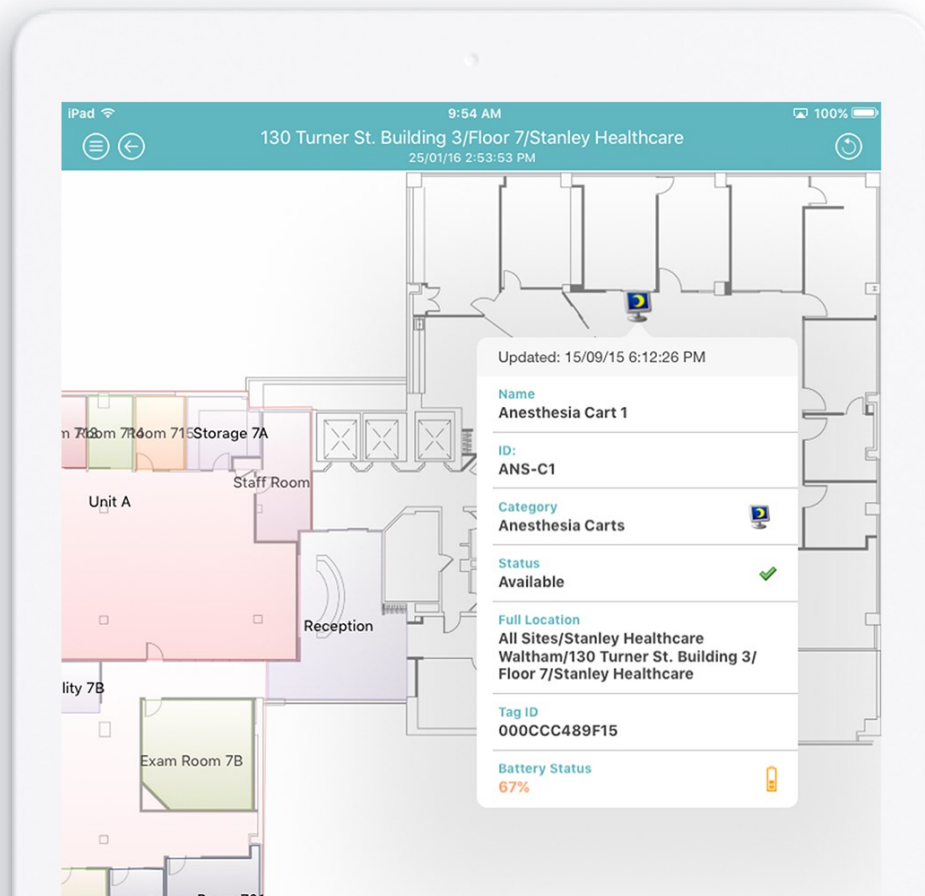 iPad
9:54 AM
100%
130 Turner St. Building 3/Floor 7/Stanley Healthcare
25/01/16 2:53:53 PM
Updated: 15/09/15 6:12:26 PM
Name
Anesthesia Cart 1
ID:
ANS-C1
Category
Anesthesia Carts
Status
Available
Full Location
All Sites/Stanley Healthcare
Waltham/130 Turner St. Building 3/
Floor 7/Stanley Healthcare
Tag ID
000CCC489F15
Battery Status
67%
Room 715
Storage 7A
Staff Room
Unit A
Reception
lity 7B
Exam Room 7B